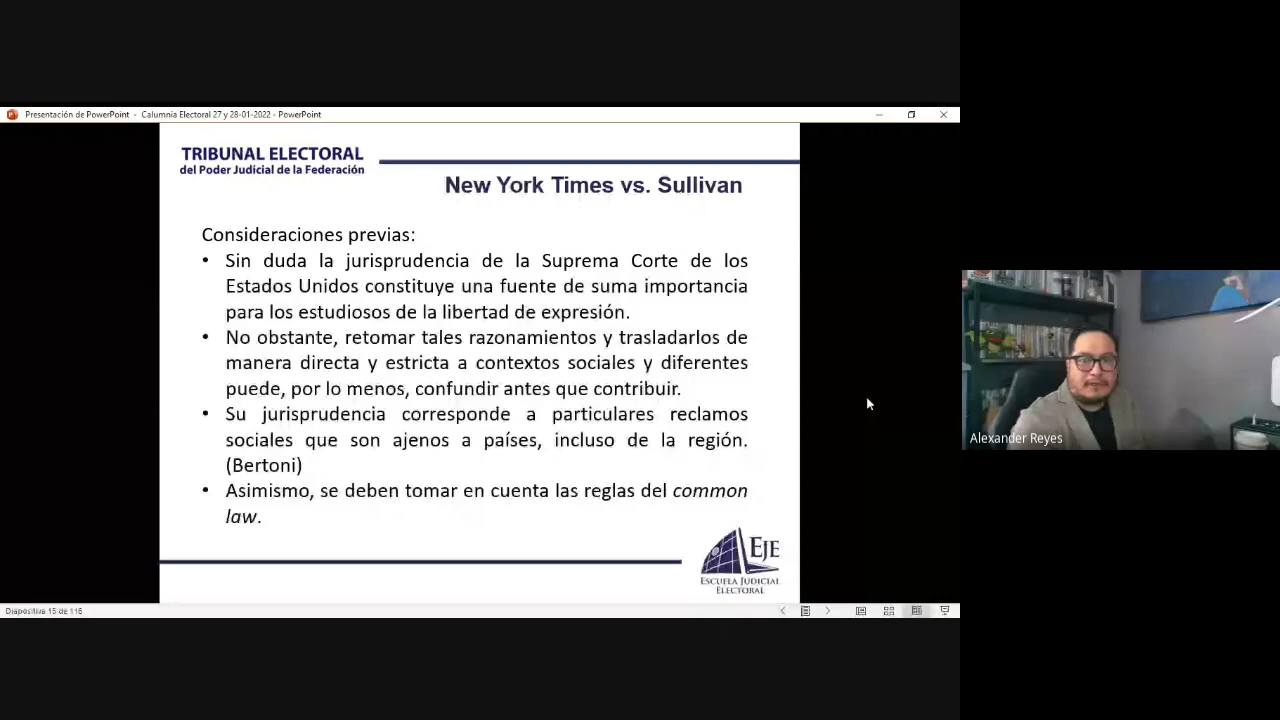 Presentación de PowerPoint - Calumnia Electoral 27 y 28-01-2022 - PowerPoint
TRIBUNAL ELECTORAL
del Poder Judicial de la Federación
New York Times vs. Sullivan
Consideraciones previas:
• Sin duda la jurisprudencia de la Suprema Corte de los
Estados Unidos constituye una fuente de suma importancia
para los estudiosos de la libertad de expresión.
• No obstante, retomar tales razonamientos y trasladarlos de
manera directa y estricta a contextos sociales y diferentes
puede, por lo menos, confundir antes que contribuir.
• Su jurisprudencia corresponde a particulares reclamos
sociales que son ajenos a países, incluso de la región.
(Bertoni)
• Asimismo, se deben tomar en cuenta las reglas del common
law.
EJE
ESCUELA JUDICIAL
ELECTORAL
Diapositiva 15 de 116
Alexander Reyes